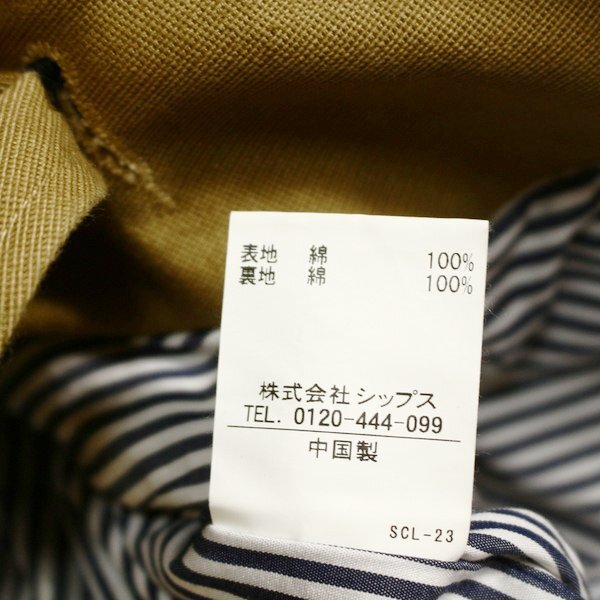 表地 綿 100%
裏地 綿 100%
株式会社シップス
TEL. 0120-444-099
中国製
SCL-23